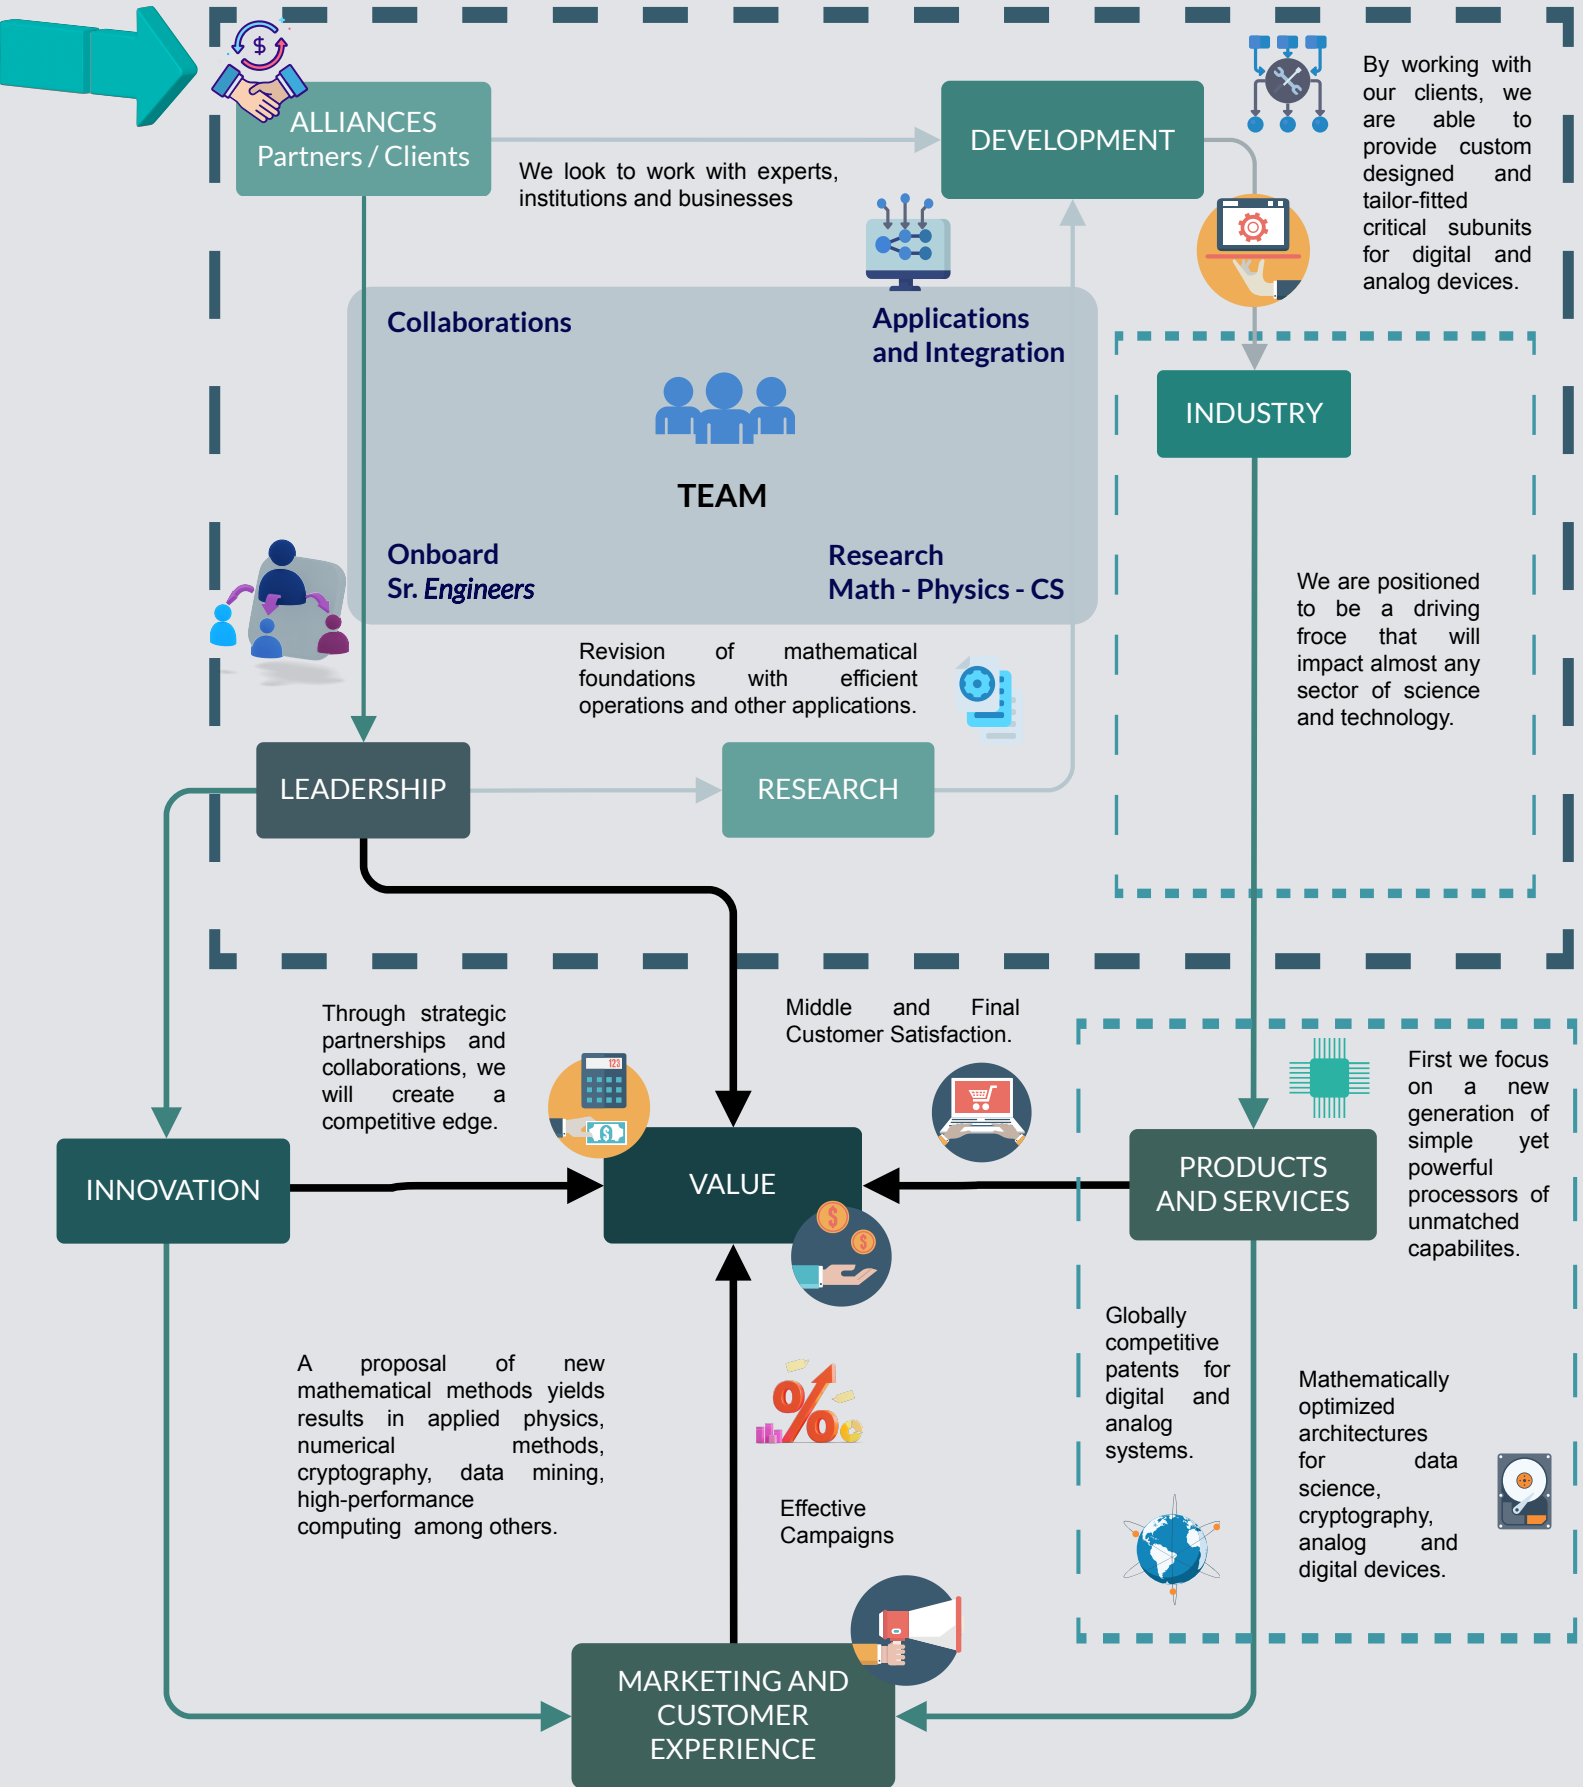 ALLIANCES
Partners / Clients
We look to work with experts,
institutions and businesses
DEVELOPMENT
By working with
our clients, we
are able to
provide custom
designed and
tailor-fitted
critical subunits
for digital and
analog devices.
Collaborations
Applications
and Integration
TEAM
Onboard
Sr. Engineers
Research
Math - Physics - CS
INDUSTRY
We are positioned
to be a driving
froce that will
impact almost any
sector of science
and technology.
Revision of mathematical
foundations with efficient
operations and other applications.
LEADERSHIP
RESEARCH
Through strategic
partnerships and
collaborations, we
will create a
competitive edge.
123
Middle and Final
Customer Satisfaction.
First we focus
on a new
generation of
simple yet
powerful
processors of
unmatched
capabilites.
INNOVATION
VALUE
PRODUCTS
AND SERVICES
A proposal of new
mathematical methods yields
results in applied physics,
numerical methods,
cryptography, data mining,
high-performance
computing among others.
Effective
Campaigns
Globally
competitive
patents for
digital and
analog
systems.
Mathematically
optimized
architectures
for data
science,
cryptography,
analog and
digital devices.
MARKETING AND
CUSTOMER
EXPERIENCE